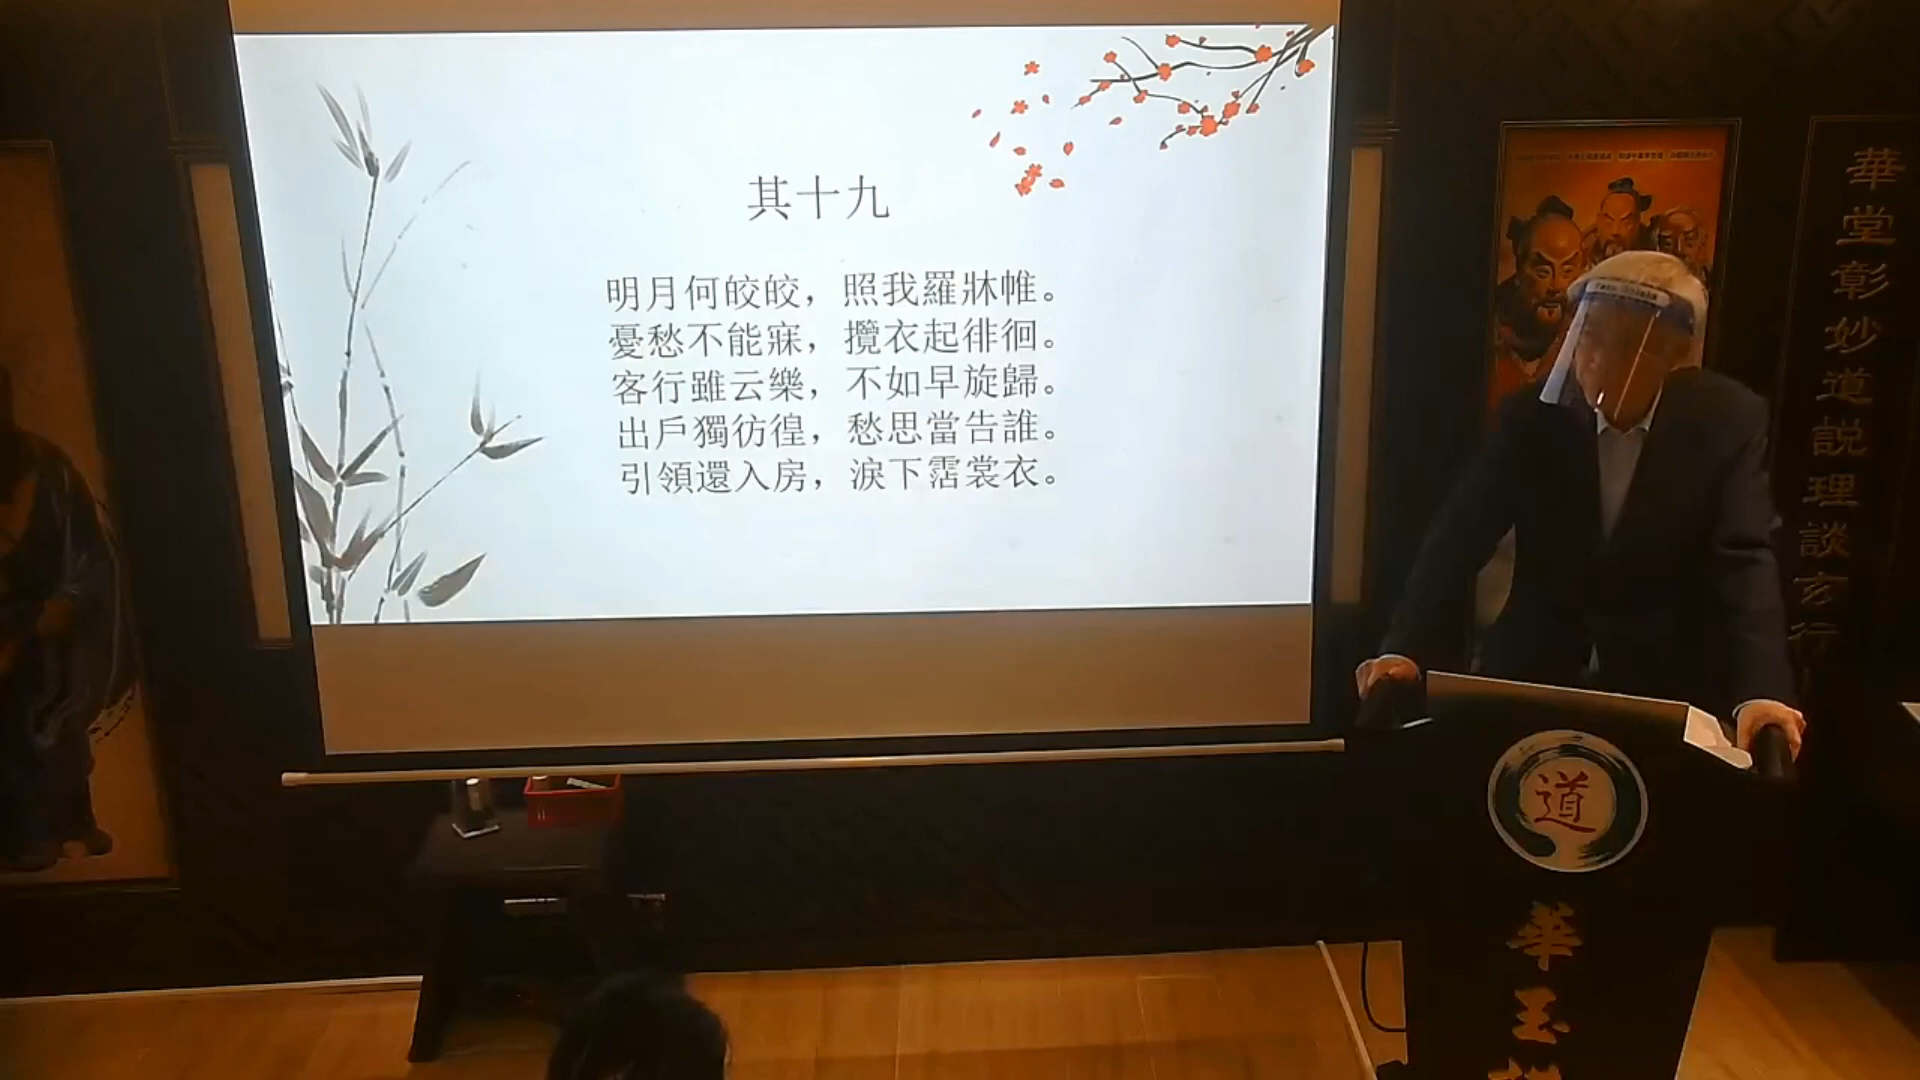 其十九
明月何皎皎，照我羅牀帷。
憂愁不能寐，攬衣起徘徊。
客行雖云樂，不如早旋歸。
出戶獨彷徨，愁思當告誰。
引領還入房，淚下霑裳衣。
華堂彰妙道説理談玄行
道
華玉